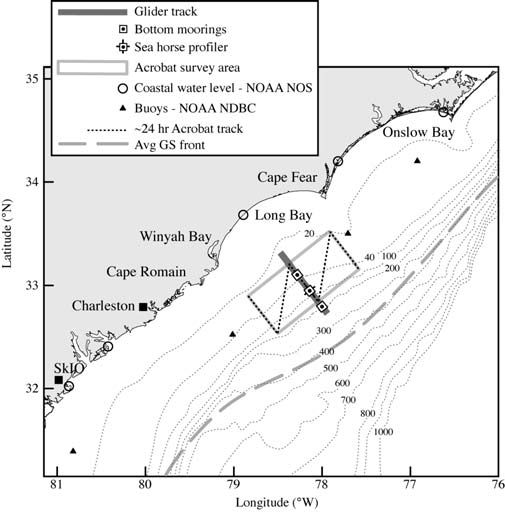 Glider track
Bottom moorings
Sea horse profiler
Acrobat survey area
Coastal water level - NOAA NOS
Buoys - NOAA NDBC
~24 hr Acrobat track
Avg GS front
35
34
33
32
Latitude (°N)
Onslow Bay
Cape Fear
Long Bay
Winyah Bay
Cape Romain
Charleston
SkIO
20
40
100
200
300
400
500
600
700
800
1000
81
80
79
78
77
76
Longitude (°W)